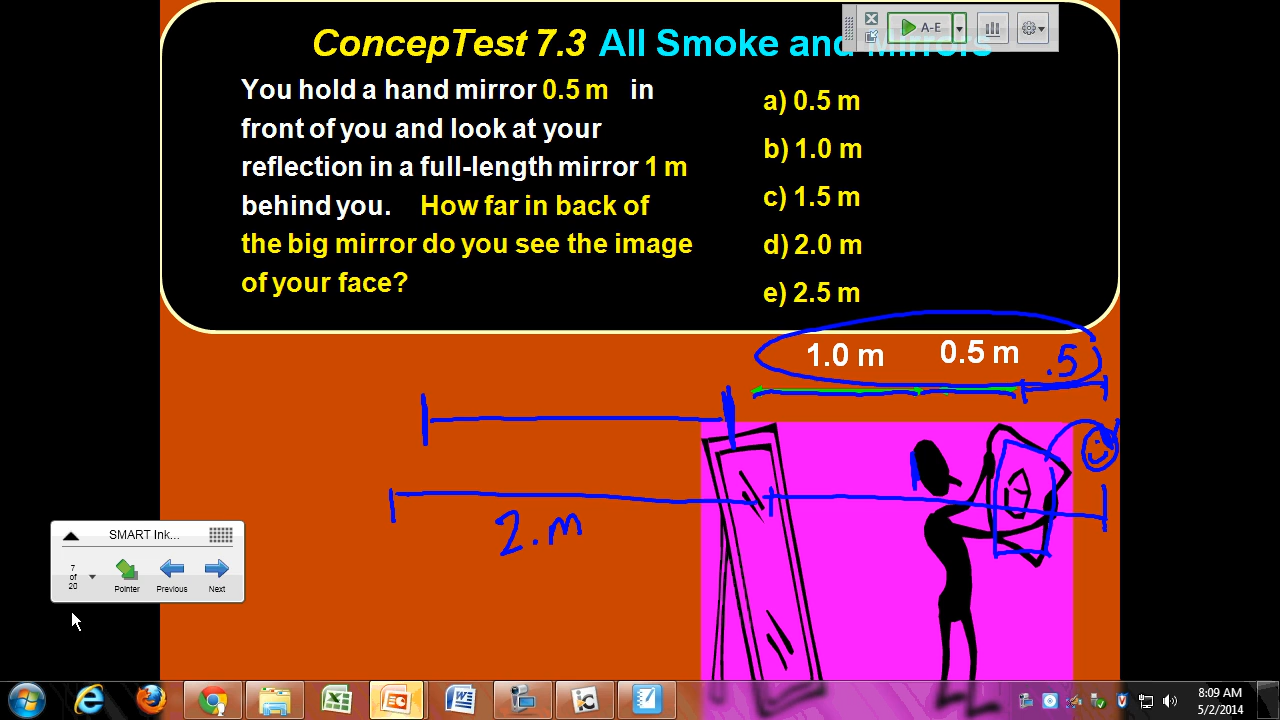 ConcepTest 7.3 All Smoke and Mirrors
A-E
You hold a hand mirror 0.5 m in
front of you and look at your
reflection in a full-length mirror 1 m
behind you. How far in back of
the big mirror do you see the image
of your face?
a) 0.5 m
b) 1.0 m
c) 1.5 m
d) 2.0 m
e) 2.5 m
1.0 m 0.5 m .5
2.m
SMART Ink...
7
of
20
Pointer Previous Next
8:09 AM
5/2/2014